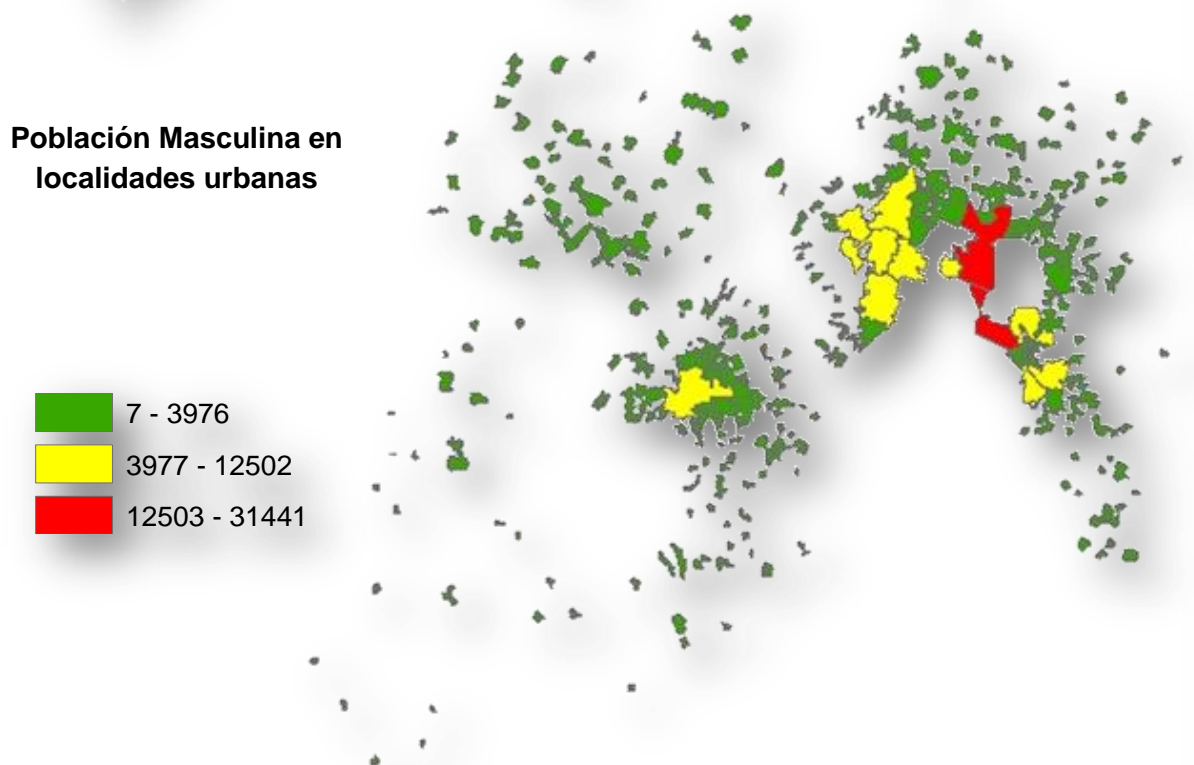 Población Masculina en
localidades urbanas
7 - 3976
3977 - 12502
12503 - 31441